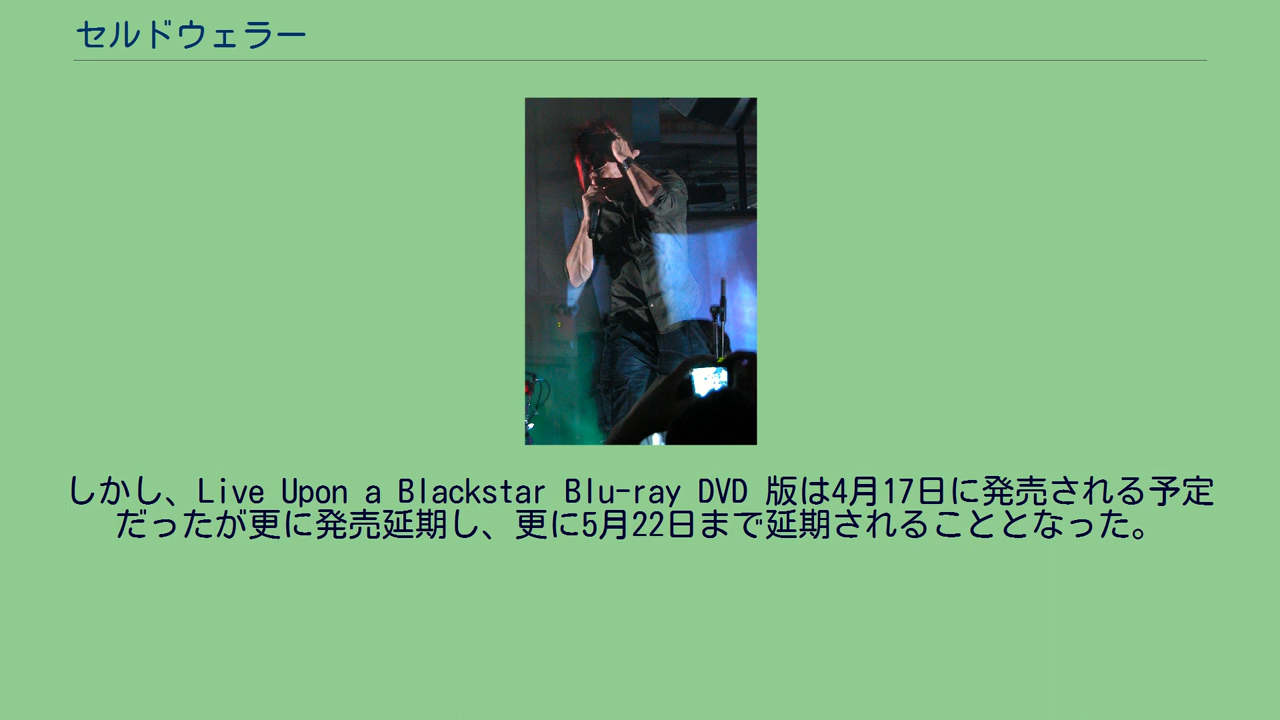 セルドウェラー
しかし、Live Upon a Blackstar Blu-ray DVD 版は4月17日に発売される予定
だったが更に発売延期し、更に5月22日まで延期されることとなった。